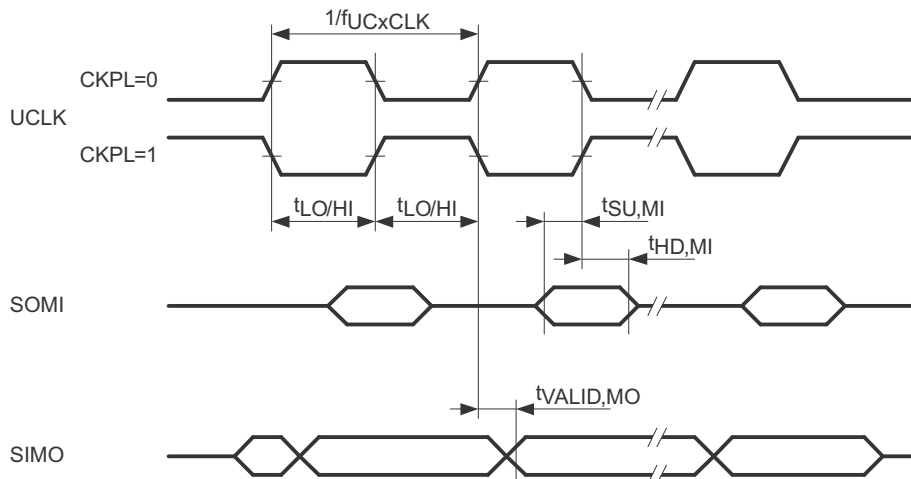 1/fUCxCLK
CKPL=0
UCLK
CKPL=1
tLO/HI tLO/HI tSU,MI
tHD,MI
SOMI
tVALID,MO
SIMO